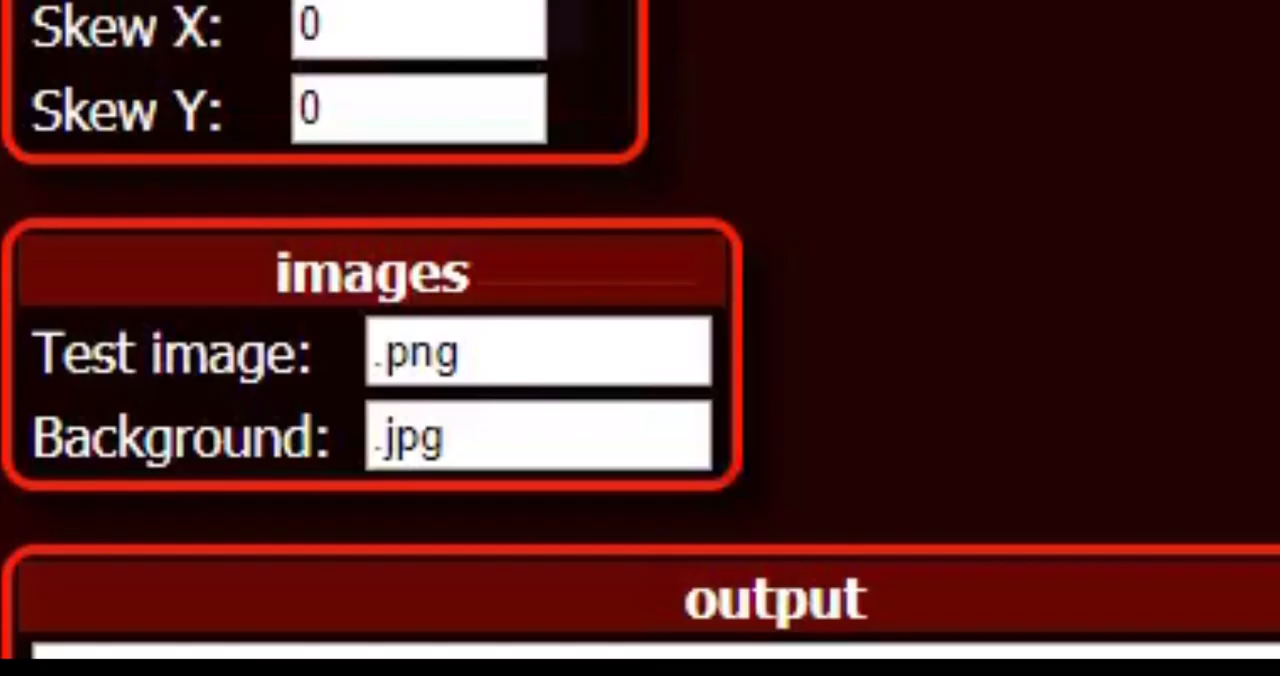 Skew X: 0
Skew Y: 0
images
Test image: .png
Background: .jpg
output